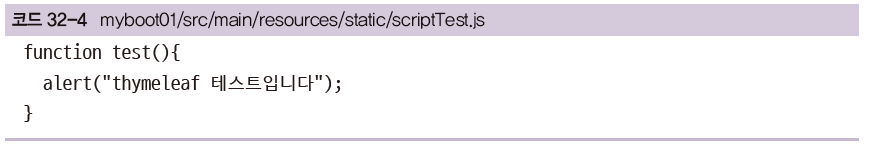 코드 32-4 myboot01/src/main/resources/static/scriptTest.js
function test(){
alert("thymeleaf 테스트입니다");
}